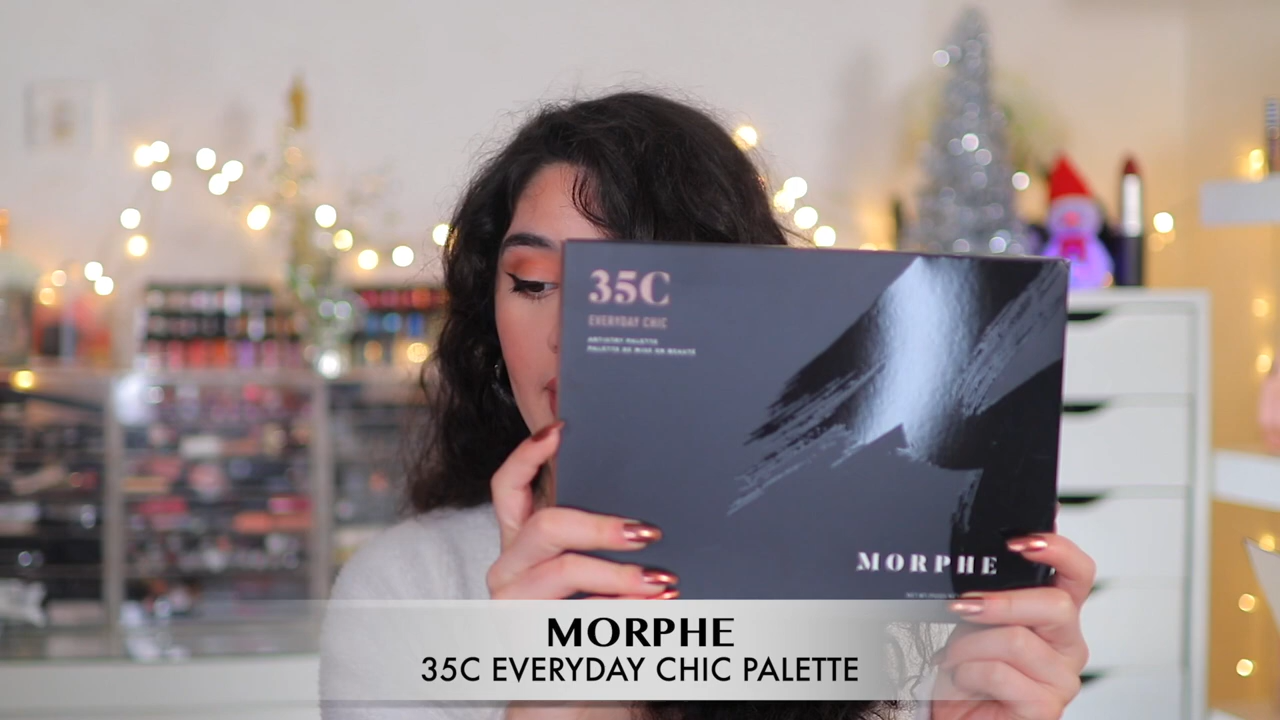 35C
EVERYDAY CHIC
ARTISTRY PALETTE
MORPHE
MORPHE
35C EVERYDAY CHIC PALETTE